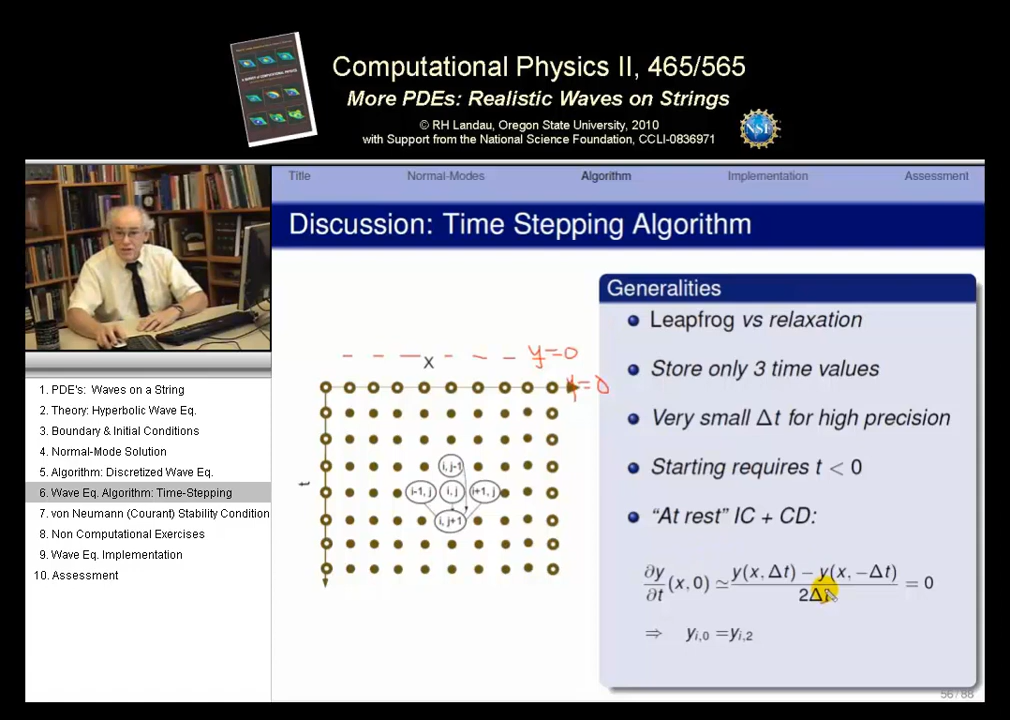 Computational Physics II, 465/565
More PDEs: Realistic Waves on Strings
© RH Landau, Oregon State University, 2010
with Support from the National Science Foundation, CCLI-0836971
NSF
Title Normal-Modes Algorithm Implementation Assessment
Discussion: Time Stepping Algorithm
1. PDE's: Waves on a String
2. Theory: Hyperbolic Wave Eq.
3. Boundary & Initial Conditions
4. Normal-Mode Solution
5. Algorithm: Discretized Wave Eq.
6. Wave Eq. Algorithm: Time-Stepping
7. von Neumann (Courant) Stability Condition
8. Non Computational Exercises
9. Wave Eq. Implementation
10. Assessment
y=0
x
y=0
t
i, j-1
i-1, j i, j i+1, j
i, j+1
Generalities
Leapfrog vs relaxation
Store only 3 time values
Very small Δt for high precision
Starting requires t < 0
“At rest” IC + CD:
∂y/∂t (x, 0) ≃ y(x, Δt) − y(x, −Δt) / 2Δt = 0
⇒ y_{i,0} = y_{i,2}
56 / 88